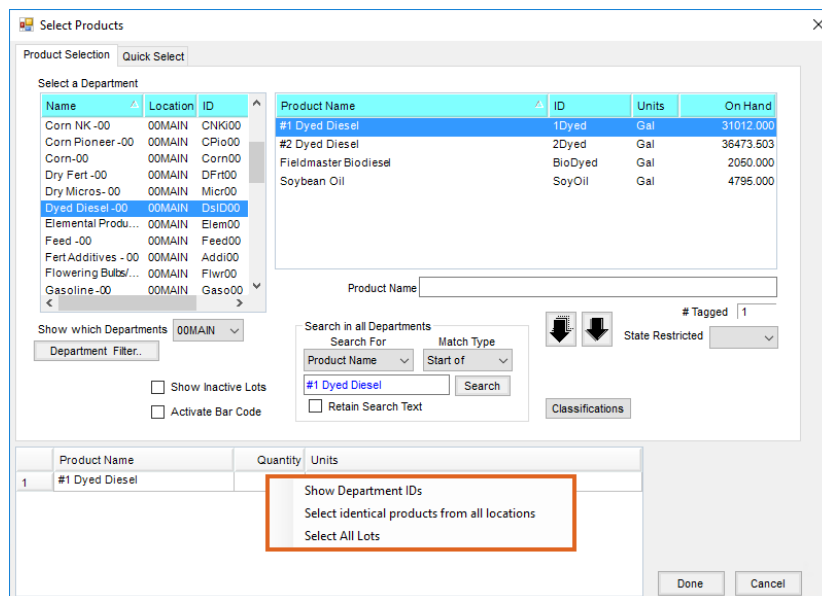 Select Products
Product Selection Quick Select
Select a Department
Name Location ID
Corn NK -00 00MAIN CNKi00
Corn Pioneer -00 00MAIN CPio00
Corn-00 00MAIN Corn00
Dry Fert -00 00MAIN DFrt00
Dry Micros- 00 00MAIN Micr00
Dyed Diesel -00 00MAIN DslD00
Elemental Produ... 00MAIN Elem00
Feed -00 00MAIN Feed00
Fert Additives - 00 00MAIN Addi00
Flowering Bulbs/... 00MAIN Flwr00
Gasoline -00 00MAIN Gaso00
Product Name ID Units On Hand
#1 Dyed Diesel 1Dyed Gal 31012.000
#2 Dyed Diesel 2Dyed Gal 36473.503
Fieldmaster Biodiesel BioDyed Gal 2050.000
Soybean Oil SoyOil Gal 4795.000
Product Name
# Tagged 1
Show which Departments 00MAIN
Department Filter..
Search in all Departments
Search For Match Type
Product Name Start of
#1 Dyed Diesel Search
Retain Search Text
State Restricted
Show Inactive Lots
Activate Bar Code
Classifications
Product Name Quantity Units
1 #1 Dyed Diesel
Show Department IDs
Select identical products from all locations
Select All Lots
Done Cancel